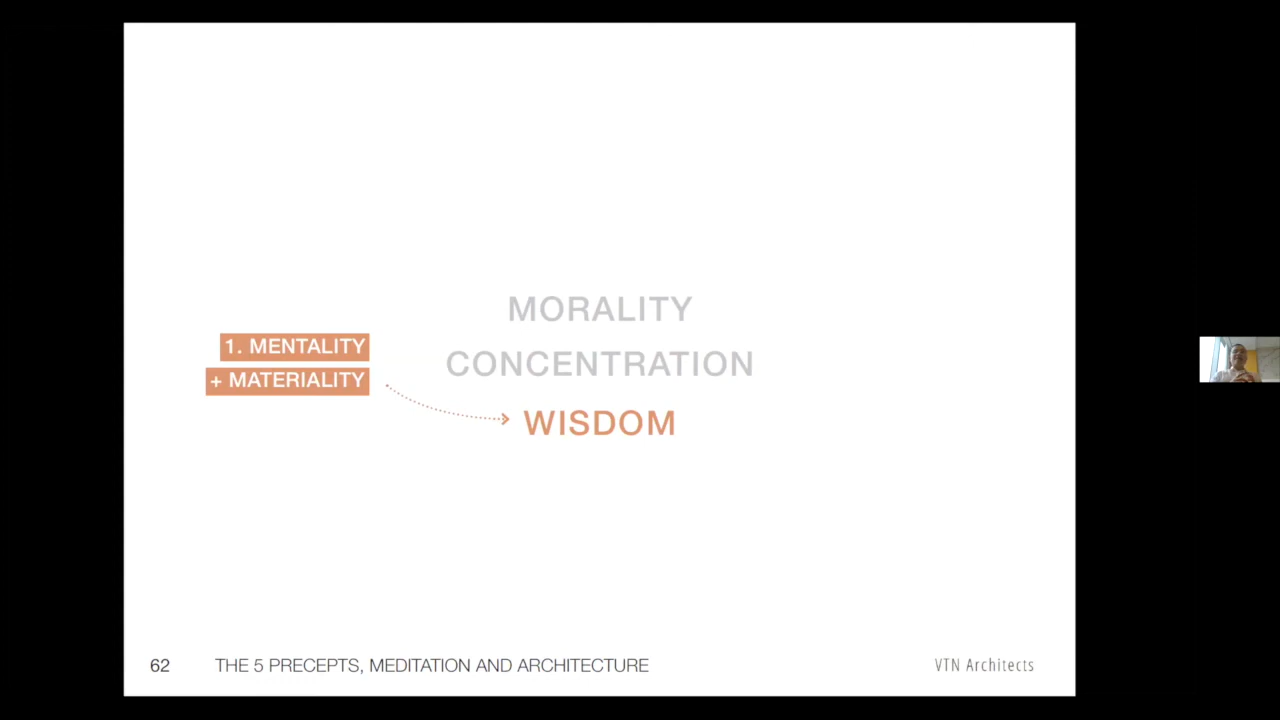 MORALITY
1. MENTALITY
+ MATERIALITY
CONCENTRATION
WISDOM
62
THE 5 PRECEPTS, MEDITATION AND ARCHITECTURE
VTN Architects